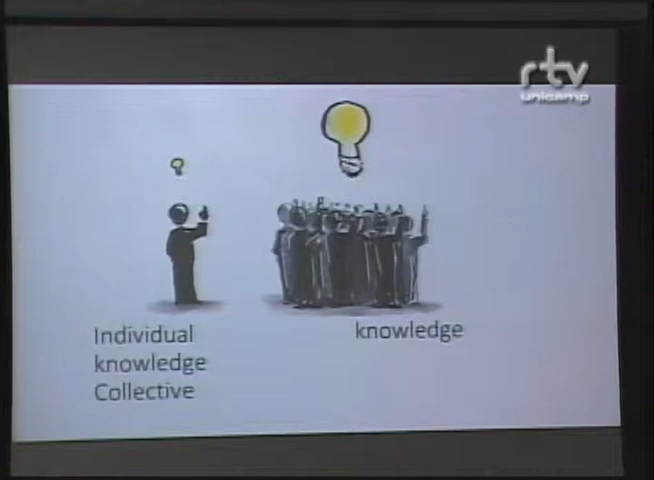 rtv
unicamp
Individual
knowledge
Collective
knowledge